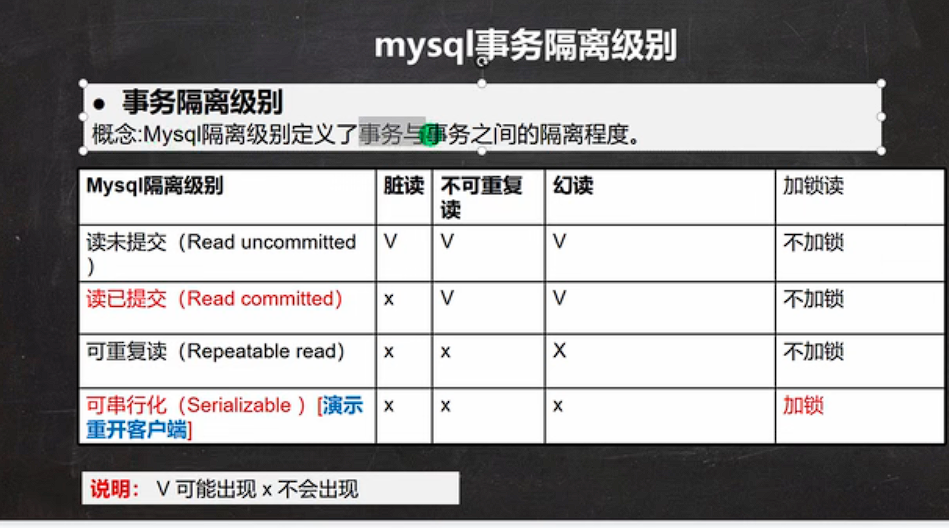 mysql事务隔离级别
● 事务隔离级别
概念:Mysql隔离级别定义了事务与事务之间的隔离程度。
Mysql隔离级别 脏读 不可重复读 幻读 加锁读
读未提交（Read uncommitted） V V V 不加锁
读已提交（Read committed） x V V 不加锁
可重复读（Repeatable read） x x X 不加锁
可串行化（Serializable ）[演示重开客户端] x x x 加锁
说明： V 可能出现 x 不会出现